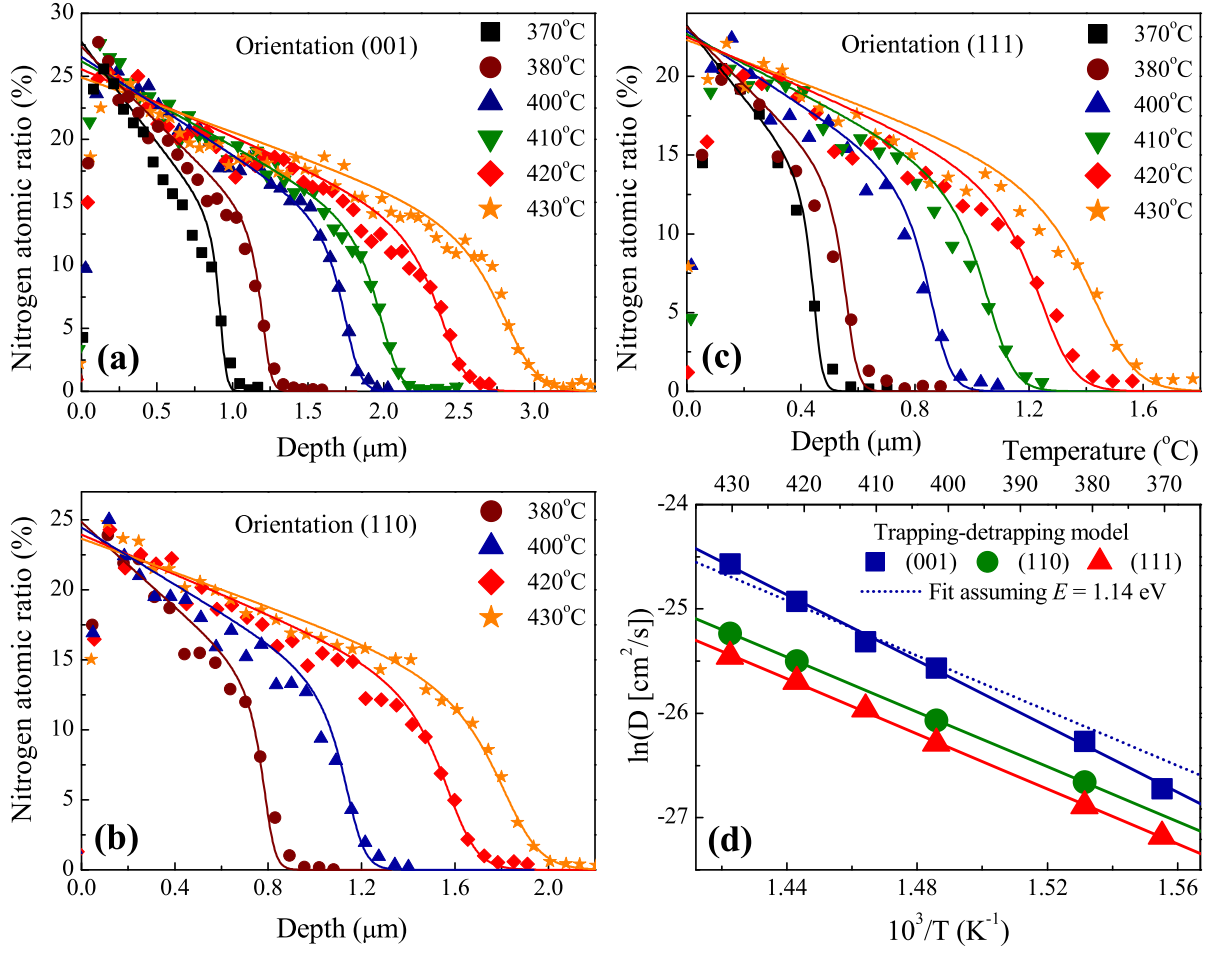 Nitrogen atomic ratio (%)
30
25
20
15
10
5
0
Orientation (001)
370°C
380°C
400°C
410°C
420°C
430°C
(a)
0.0 0.5 1.0 1.5 2.0 2.5 3.0
Depth (μm)
Nitrogen atomic ratio (%)
20
15
10
5
0
Orientation (111)
370°C
380°C
400°C
410°C
420°C
430°C
(c)
0.0 0.4 0.8 1.2 1.6
Depth (μm)
Nitrogen atomic ratio (%)
25
20
15
10
5
0
Orientation (110)
380°C
400°C
420°C
430°C
(b)
0.0 0.4 0.8 1.2 1.6 2.0
Depth (μm)
Temperature (°C)
430 420 410 400 390 380 370
ln(D [cm²/s)
-24
-25
-26
-27
Trapping-detrapping model
(001) (110) (111)
Fit assuming E = 1.14 eV
(d)
1.44 1.48 1.52 1.56
10³/T (K⁻¹)